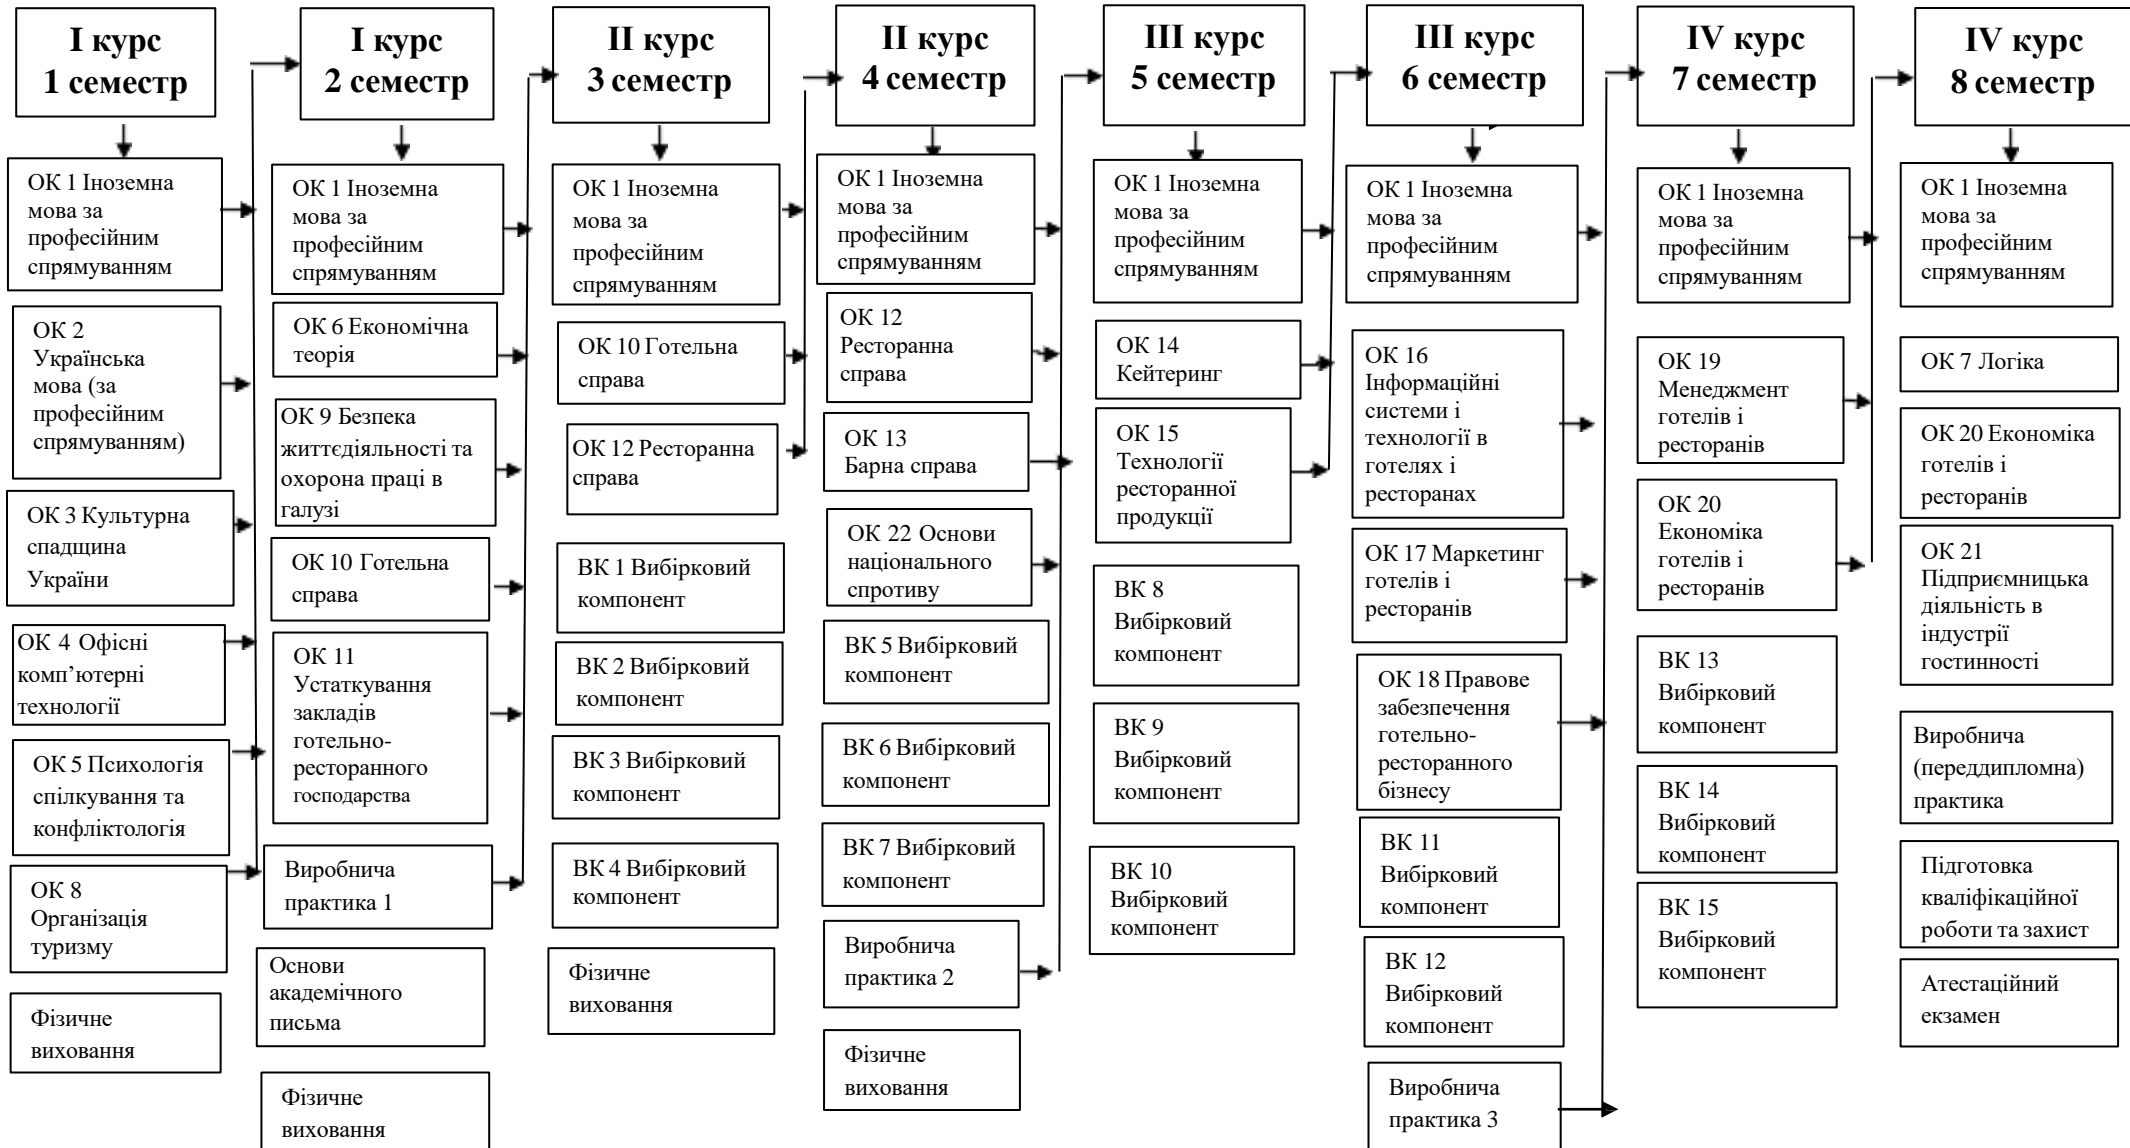 І курс
1 семестр
ОК 1 Іноземна
мова за
професійним
спрямуванням
ОК 2
Українська
мова (за
професійним
спрямуванням)
ОК 3 Культурна
спадщина
України
ОК 4 Офісні
комп’ютерні
технології
ОК 5 Психологія
спілкування та
конфліктологія
ОК 8
Організація
туризму
Фізичне
виховання
І курс
2 семестр
ОК 1 Іноземна
мова за
професійним
спрямуванням
ОК 6 Економічна
теорія
ОК 9 Безпека
життєдіяльності та
охорона праці в
галузі
ОК 10 Готельна
справа
ОК 11
Устаткування
закладів
готельно-
ресторанного
господарства
Виробнича
практика 1
Основи
академічного
письма
Фізичне
виховання
ІІ курс
3 семестр
ОК 1 Іноземна
мова за
професійним
спрямуванням
ОК 10 Готельна
справа
ОК 12 Ресторанна
справа
ВК 1 Вибірковий
компонент
ВК 2 Вибірковий
компонент
ВК 3 Вибірковий
компонент
ВК 4 Вибірковий
компонент
Фізичне
виховання
ІІ курс
4 семестр
ОК 1 Іноземна
мова за
професійним
спрямуванням
ОК 12
Ресторанна
справа
ОК 13
Барна справа
ОК 22 Основи
національного
спротиву
ВК 5 Вибірковий
компонент
ВК 6 Вибірковий
компонент
ВК 7 Вибірковий
компонент
Виробнича
практика 2
Фізичне
виховання
ІІІ курс
5 семестр
ОК 1 Іноземна
мова за
професійним
спрямуванням
ОК 14
Кейтеринг
ОК 15
Технології
ресторанної
продукції
ВК 8
Вибірковий
компонент
ВК 9
Вибірковий
компонент
ВК 10
Вибірковий
компонент
ІІІ курс
6 семестр
ОК 1 Іноземна
мова за
професійним
спрямуванням
ОК 16
Інформаційні
системи і
технології в
готелях і
ресторанах
ОК 17 Маркетинг
готелів і
ресторанів
ОК 18 Правове
забезпечення
готельно-
ресторанного
бізнесу
ВК 11
Вибірковий
компонент
ВК 12
Вибірковий
компонент
Виробнича
практика 3
IV курс
7 семестр
ОК 1 Іноземна
мова за
професійним
спрямуванням
ОК 19
Менеджмент
готелів і
ресторанів
ОК 20
Економіка
готелів і
ресторанів
ВК 13
Вибірковий
компонент
ВК 14
Вибірковий
компонент
ВК 15
Вибірковий
компонент
IV курс
8 семестр
ОК 1 Іноземна
мова за
професійним
спрямуванням
ОК 7 Логіка
ОК 20 Економіка
готелів і
ресторанів
ОК 21
Підприємницька
діяльність в
індустрії
гостинності
Виробнича
(переддипломна)
практика
Підготовка
кваліфікаційної
роботи та захист
Атестаційний
екзамен